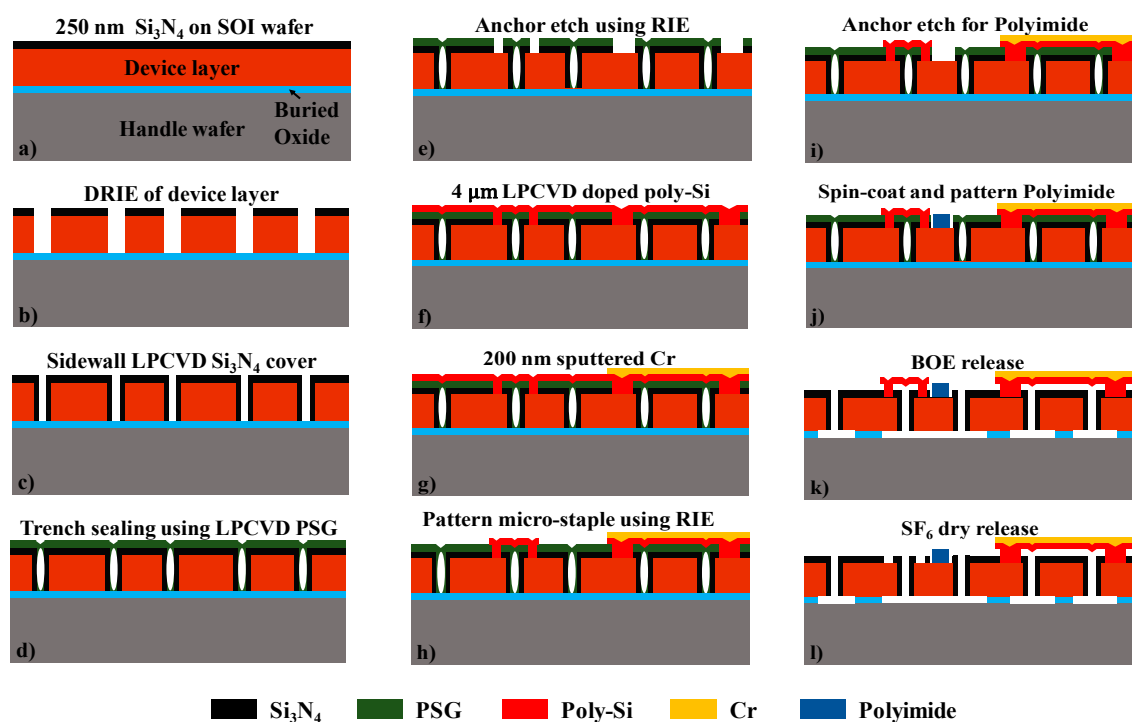 250 nm Si₃N₄ on SOI wafer
Device layer
Buried
Oxide
Handle wafer
a)
DRIE of device layer
b)
Sidewall LPCVD Si₃N₄ cover
c)
Trench sealing using LPCVD PSG
d)
Anchor etch using RIE
e)
4 μm LPCVD doped poly-Si
f)
200 nm sputtered Cr
g)
Pattern micro-staple using RIE
h)
Anchor etch for Polyimide
i)
Spin-coat and pattern Polyimide
j)
BOE release
k)
SF₆ dry release
l)
Si₃N₄ PSG Poly-Si Cr Polyimide